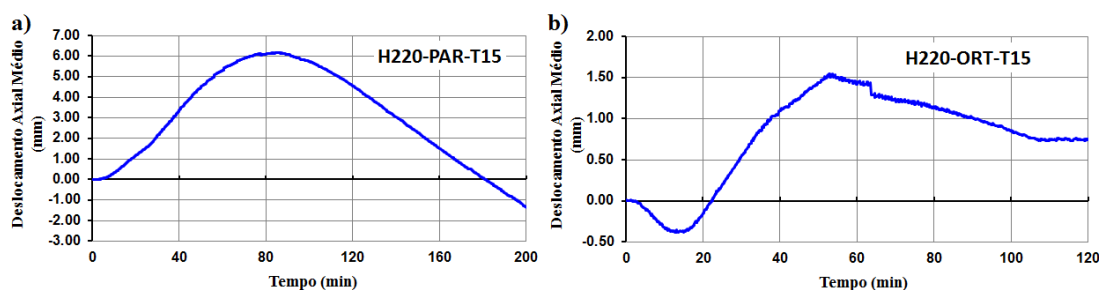 a)
7.00
6.00
5.00
4.00
3.00
2.00
1.00
0.00
-1.00
-2.00
-3.00
Deslocamento Axial Médio
(mm)
H220-PAR-T15
0 40 80 120 160 200
Tempo (min)
b)
2.00
1.50
1.00
0.50
0.00
-0.50
Deslocamento Axial Médio
(mm)
H220-ORT-T15
0 20 40 60 80 100 120
Tempo (min)